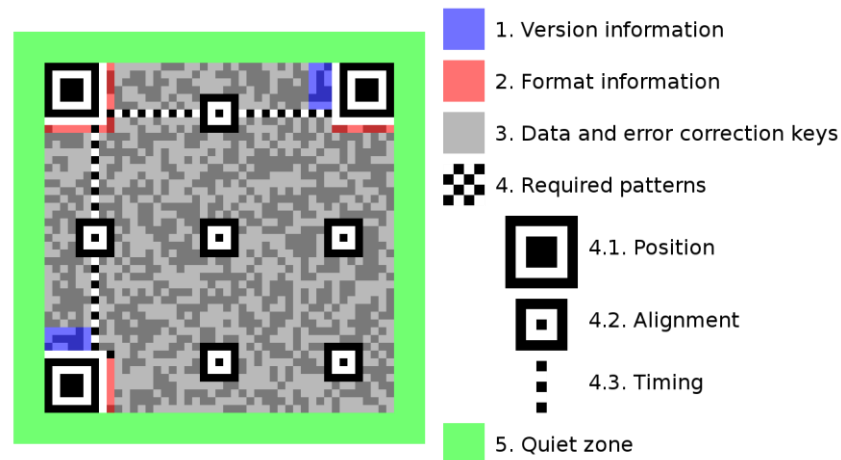 1. Version information
2. Format information
3. Data and error correction keys
4. Required patterns
4.1. Position
4.2. Alignment
4.3. Timing
5. Quiet zone